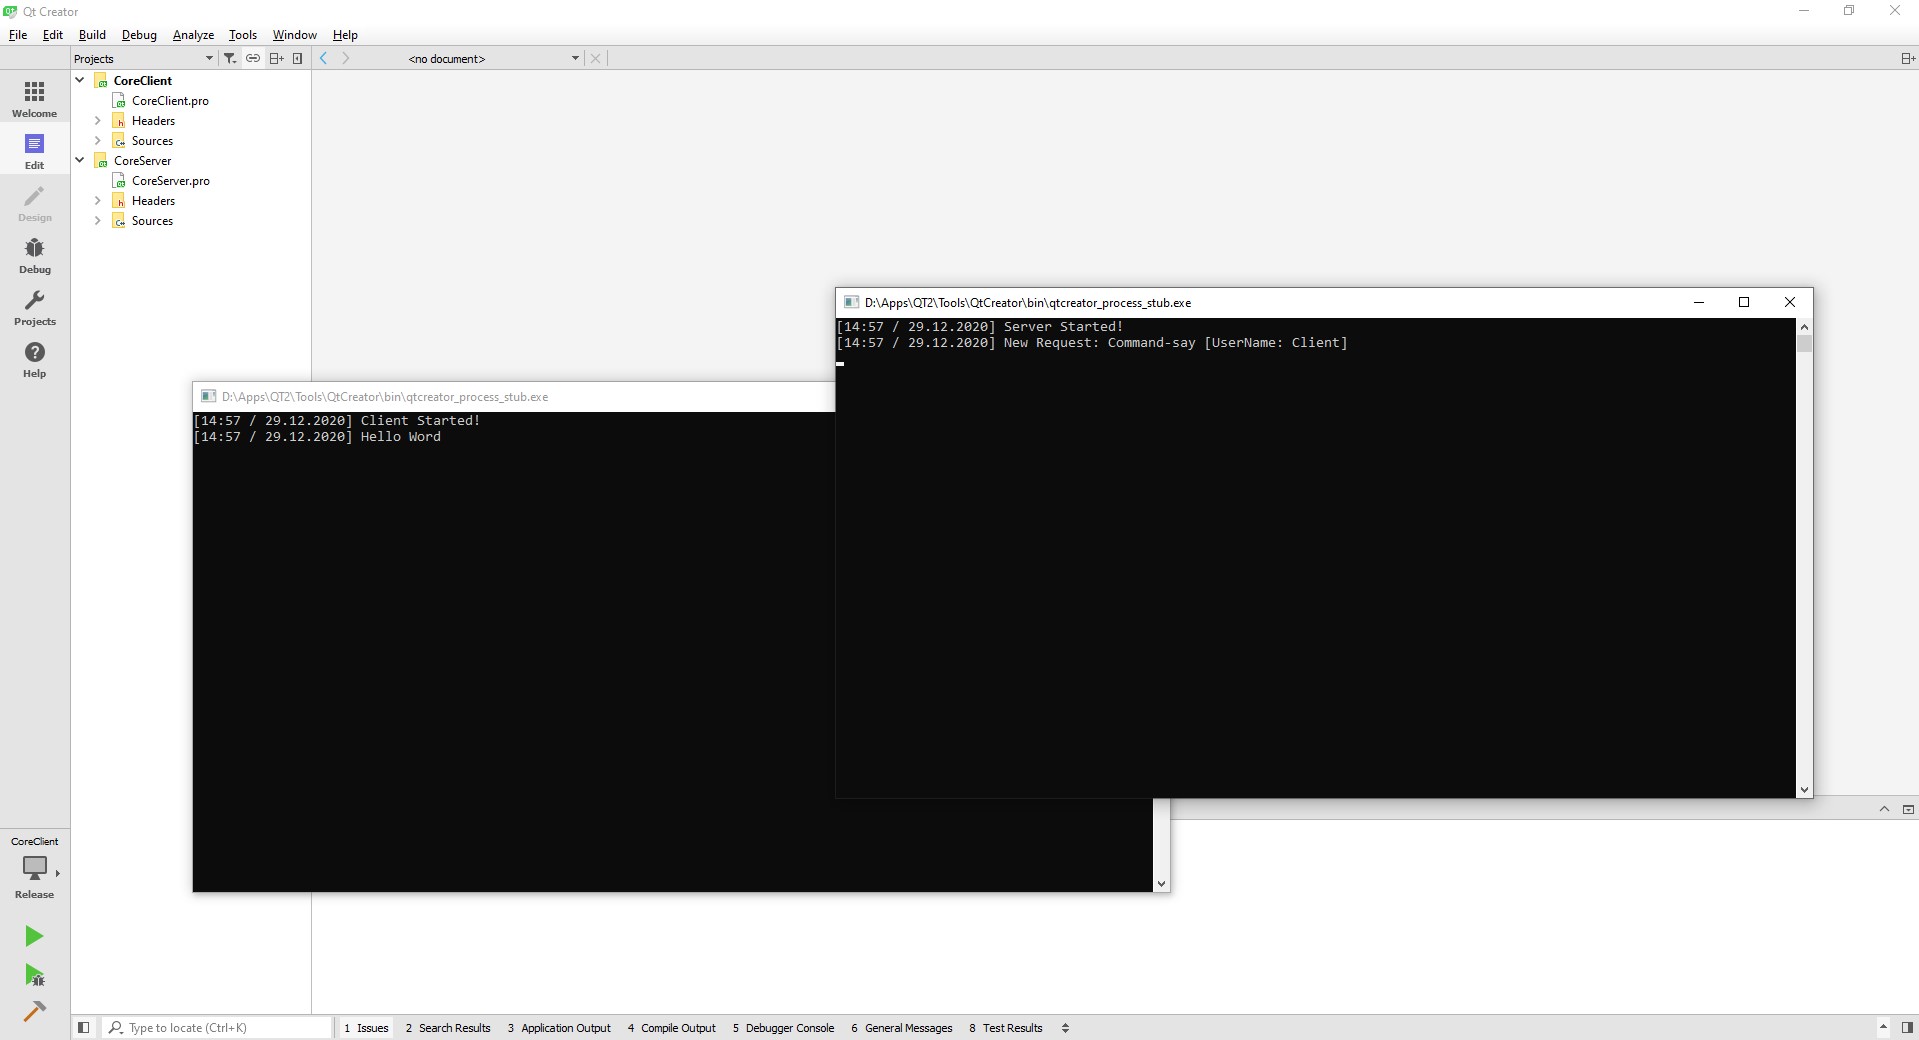 Qt Creator
File Edit Build Debug Analyze Tools Window Help
Projects
<no document>
Welcome
Edit
Design
Debug
Projects
Help
CoreClient
CoreClient.pro
Headers
Sources
CoreServer
CoreServer.pro
Headers
Sources
D:\Apps\QT2\Tools\QtCreator\bin\qtcreator_process_stub.exe
[14:57 / 29.12.2020] Server Started!
[14:57 / 29.12.2020] New Request: Command-say [UserName: Client]
D:\Apps\QT2\Tools\QtCreator\bin\qtcreator_process_stub.exe
[14:57 / 29.12.2020] Client Started!
[14:57 / 29.12.2020] Hello Word
CoreClient
Release
Type to locate (Ctrl+K)
1 Issues 2 Search Results 3 Application Output 4 Compile Output 5 Debugger Console 6 General Messages 8 Test Results